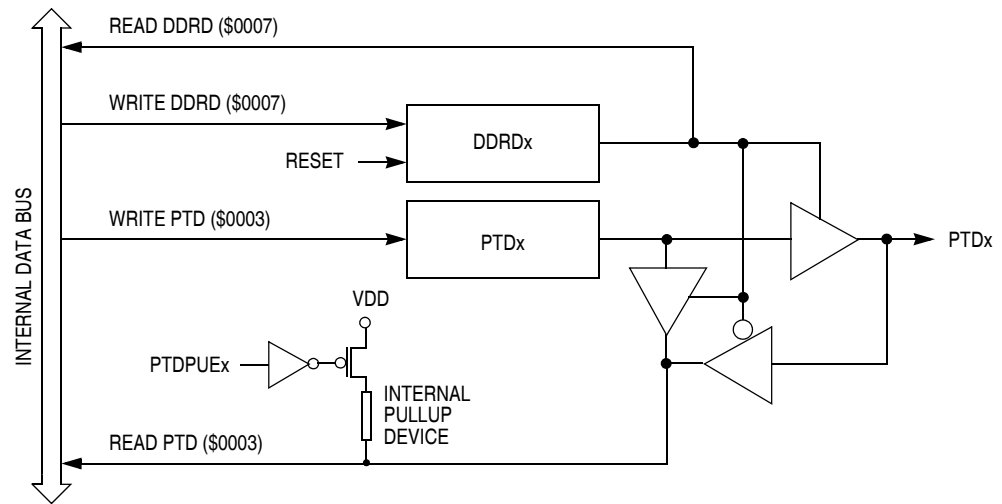 READ DDRD ($0007)
WRITE DDRD ($0007)
DDRDx
RESET
INTERNAL DATA BUS
WRITE PTD ($0003)
PTDx
PTDx
VDD
PTDPUEx
INTERNAL
PULLUP
DEVICE
READ PTD ($0003)